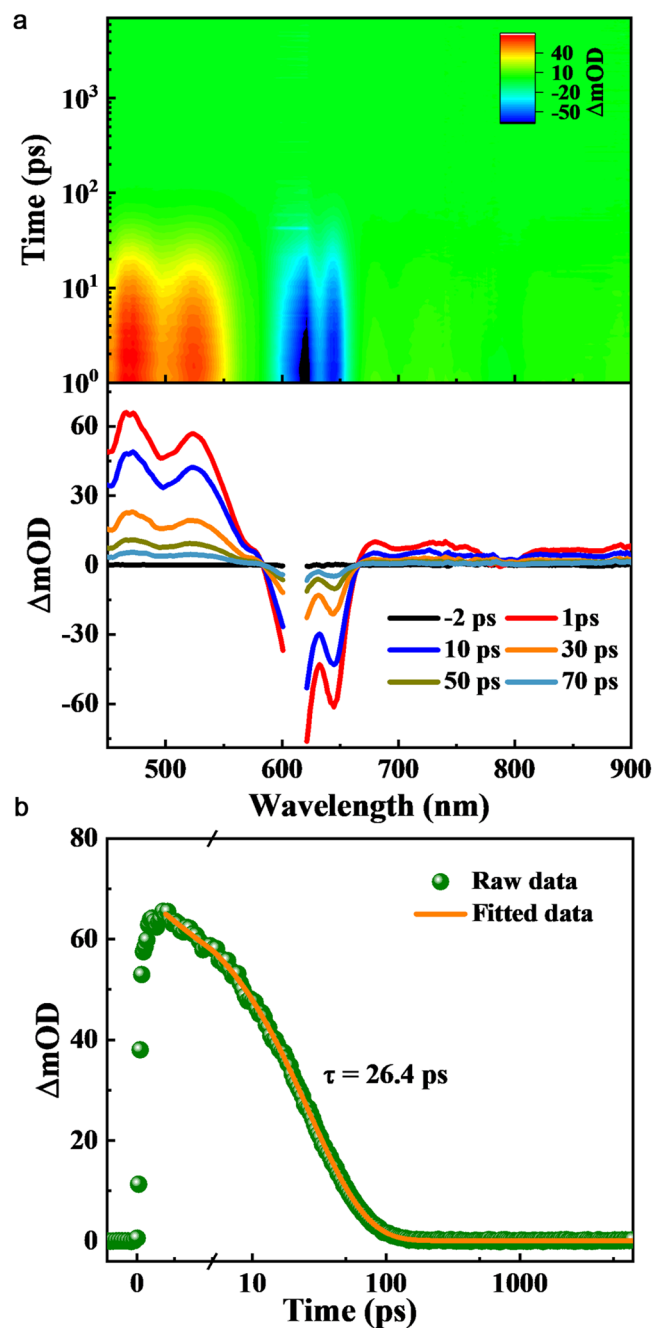 a
40
10
-20
-50
ΔmOD
10³
10²
10¹
10⁰
Time (ps)
60
30
0
-30
-60
ΔmOD
-2 ps 1ps
10 ps 30 ps
50 ps 70 ps
500 600 700 800 900
Wavelength (nm)
b
80
60
40
20
0
ΔmOD
Raw data
Fitted data
τ = 26.4 ps
0 10 100 1000
Time (ps)